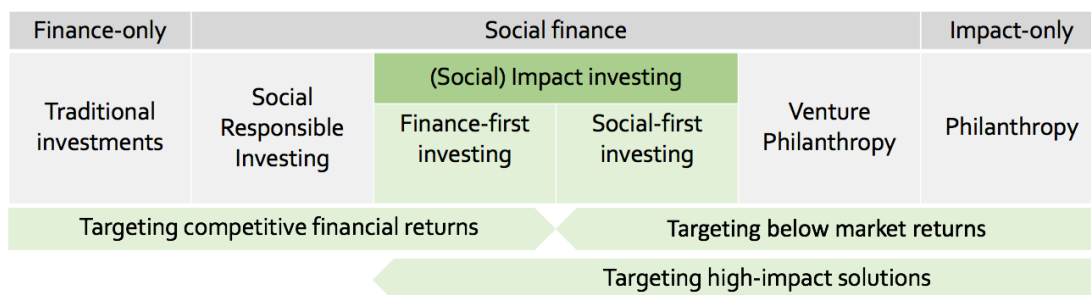 Finance-only
Social finance
Impact-only
Traditional
investments
Social
Responsible
Investing
(Social) Impact investing
Finance-first
investing
Social-first
investing
Venture
Philanthropy
Philanthropy
Targeting competitive financial returns
Targeting below market returns
Targeting high-impact solutions